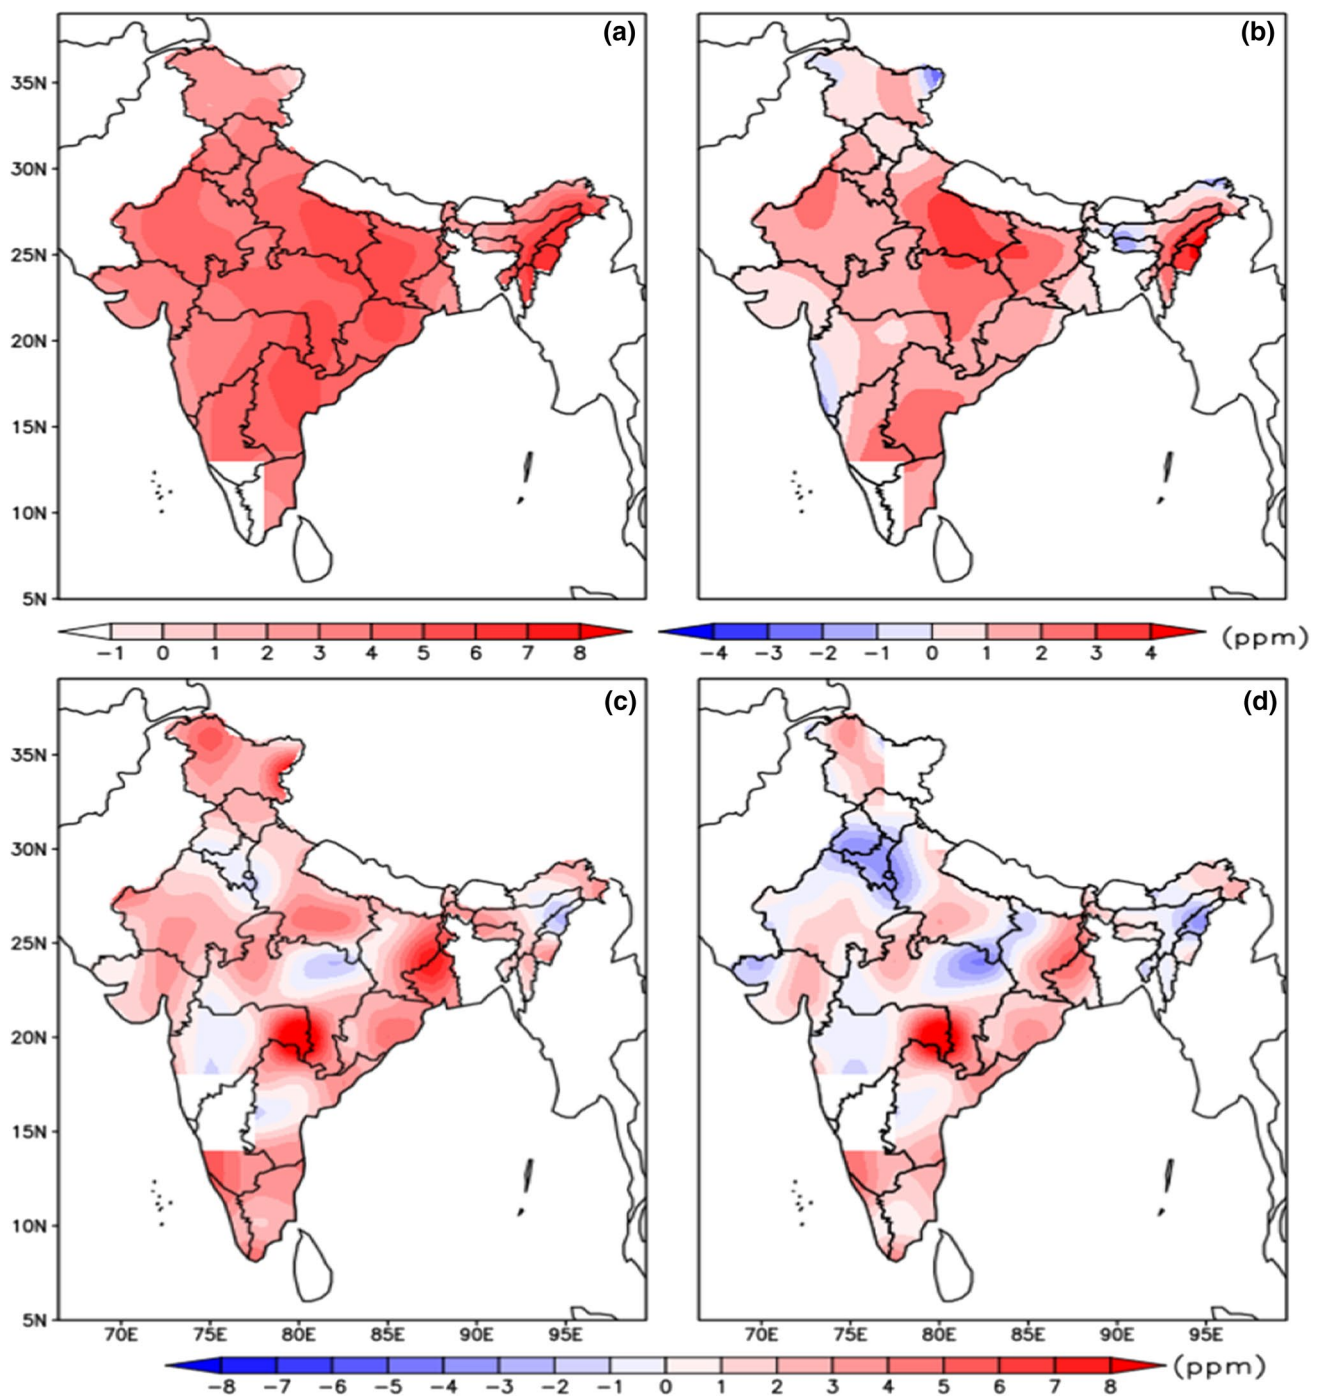 (a) (b)
35N
30N
25N
20N
15N
10N
5N
−1 0 1 2 3 4 5 6 7 8
−4 −3 −2 −1 0 1 2 3 4 (ppm)
(c) (d)
35N
30N
25N
20N
15N
10N
5N
70E 75E 80E 85E 90E 95E
70E 75E 80E 85E 90E 95E
−8 −7 −6 −5 −4 −3 −2 −1 0 1 2 3 4 5 6 7 8 (ppm)